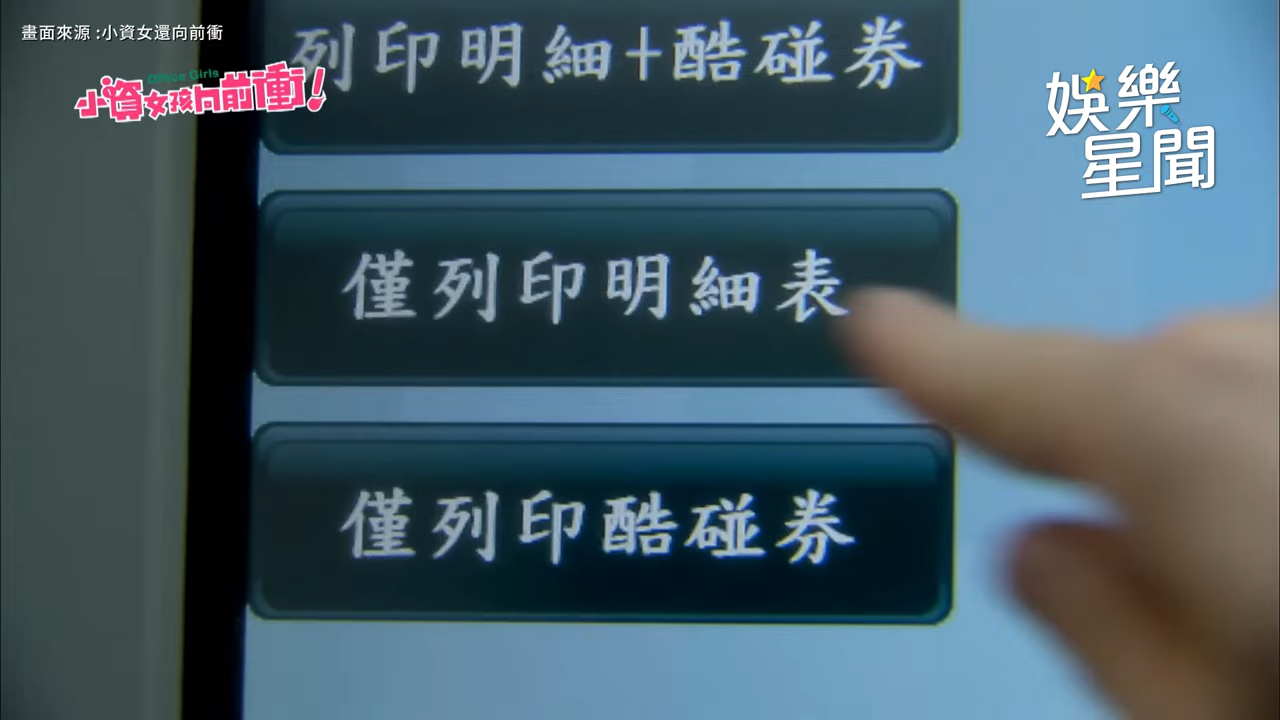 畫面來源 :小資女還向前衝
Office Girls
小資女孩向前衝!
娛樂
星聞
列印明細+酷碰券
僅列印明細表
僅列印酷碰券